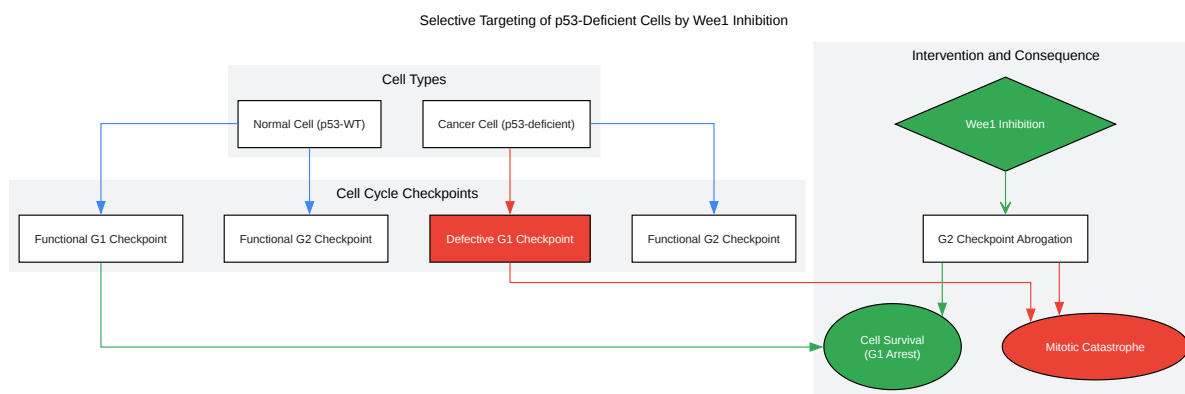 Selective Targeting of p53-Deficient Cells by Wee1 Inhibition
Cell Types
Normal Cell (p53-WT)
Cancer Cell (p53-deficient)
Cell Cycle Checkpoints
Functional G1 Checkpoint
Functional G2 Checkpoint
Defective G1 Checkpoint
Functional G2 Checkpoint
Intervention and Consequence
Wee1 Inhibition
G2 Checkpoint Abrogation
Cell Survival
(G1 Arrest)
Mitotic Catastrophe